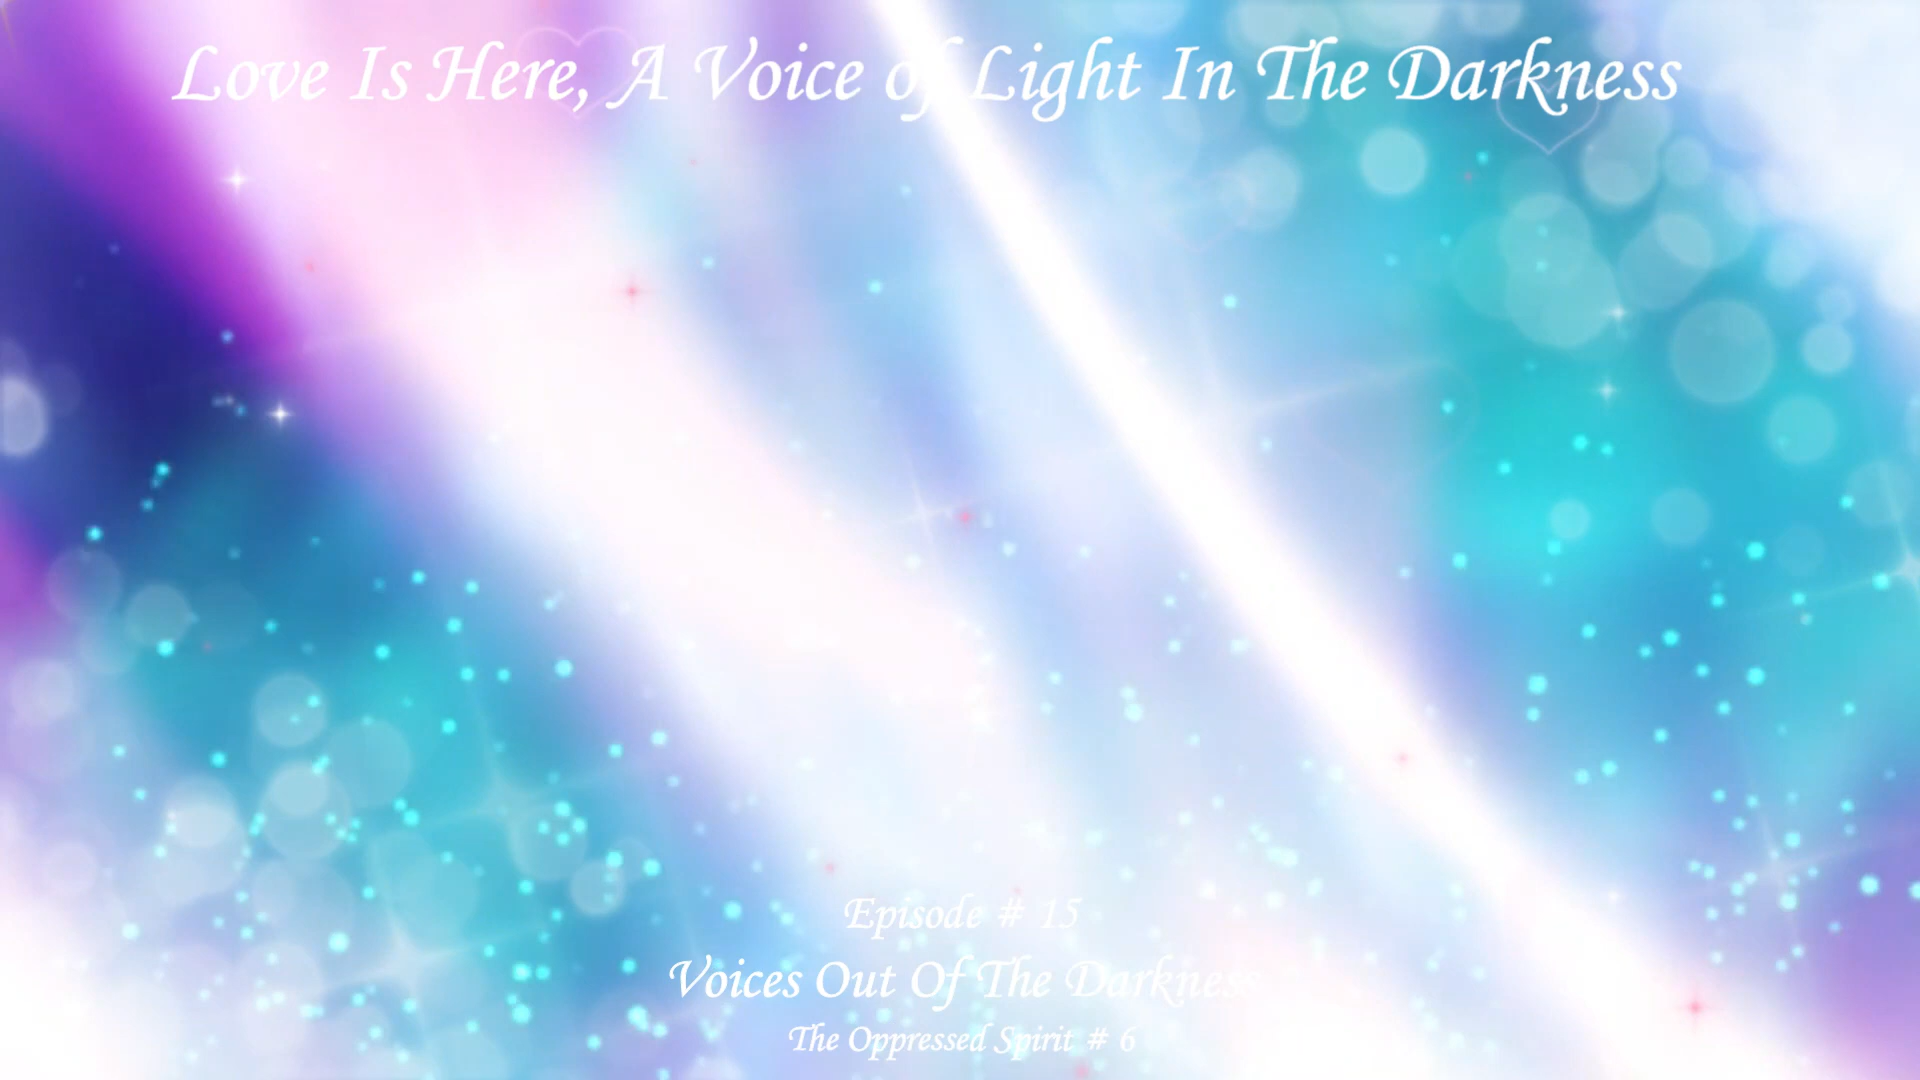 Love Is Here, A Voice of Light In The Darkness
Episode # 15
Voices Out Of The Darkness
The Oppressed Spirit # 6